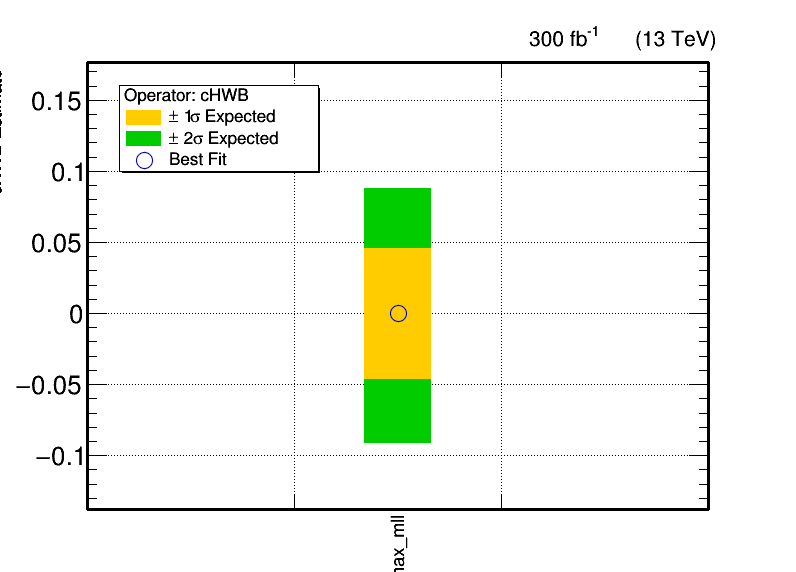 300 fb-1 (13 TeV)
Operator: cHWB
± 1σ Expected
± 2σ Expected
Best Fit
0.15
0.1
0.05
0
−0.05
−0.1